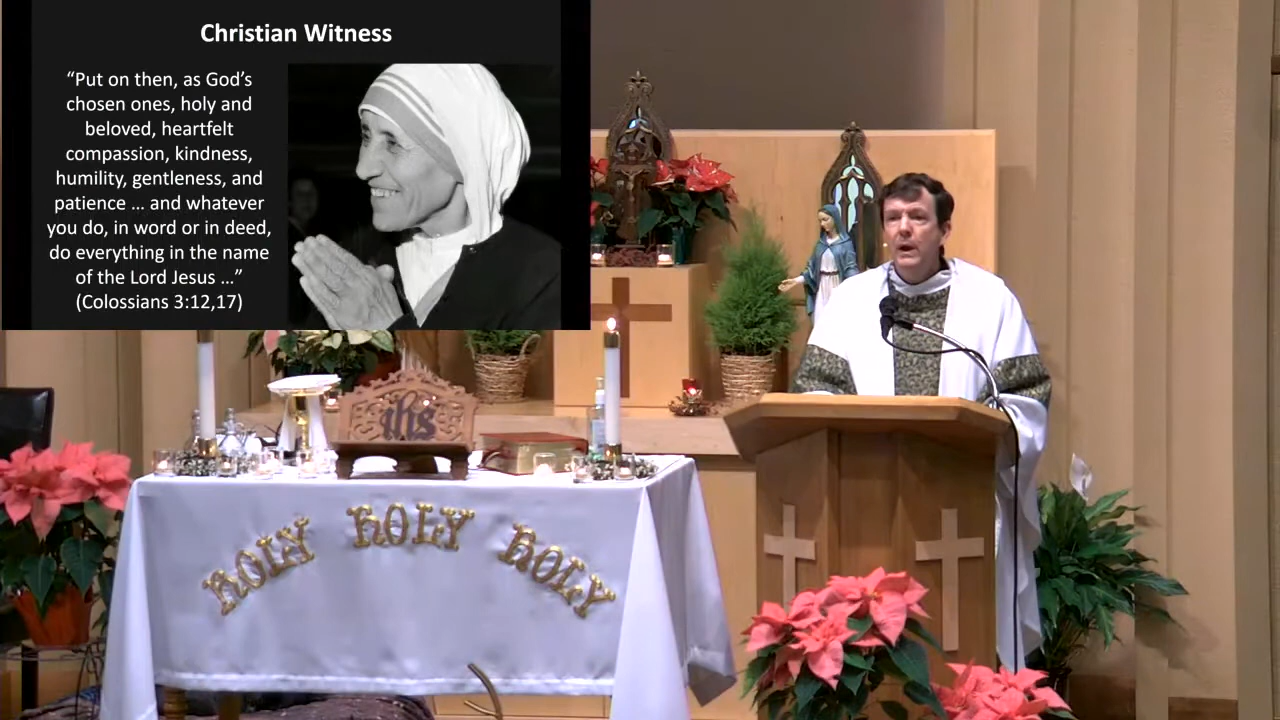 Christian Witness
“Put on then, as God’s
chosen ones, holy and
beloved, heartfelt
compassion, kindness,
humility, gentleness, and
patience … and whatever
you do, in word or in deed,
do everything in the name
of the Lord Jesus …”
(Colossians 3:12,17)
ihs
HOLY HOLY HOLY